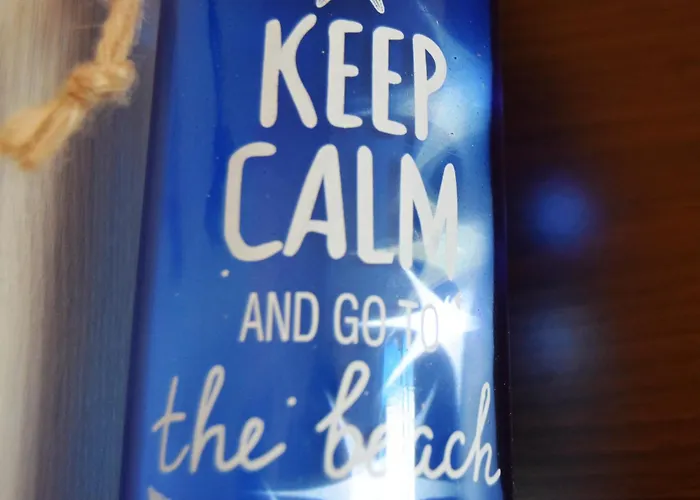 KEEP
CALM
AND GO TO
the beach